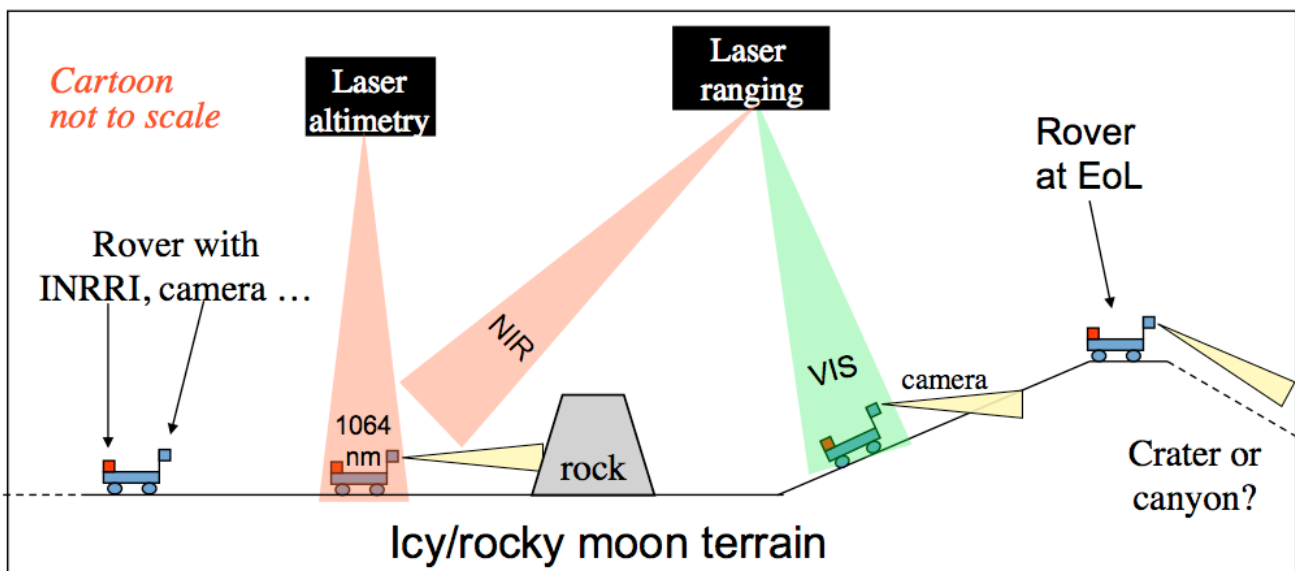 Cartoon
not to scale
Laser
altimetry
Laser
ranging
Rover
at EoL
Rover with
INRRI, camera ...
NIR
VIS
camera
1064
nm
rock
Crater or
canyon?
Icy/rocky moon terrain